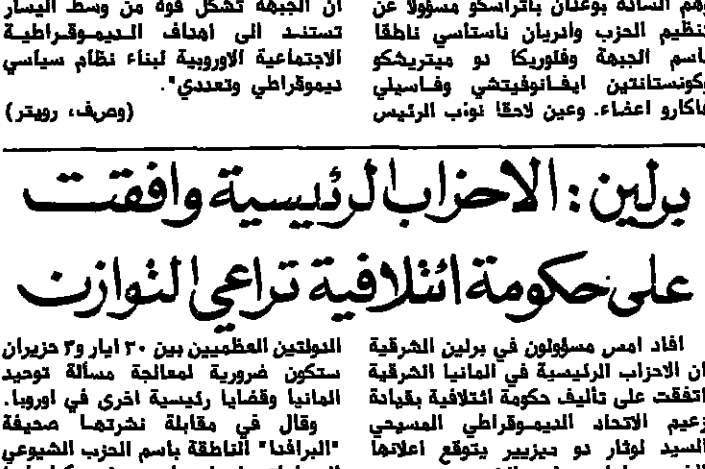 وهم السادة بوغدان باتراسكو مسؤولا عن
تنظيم الحزب وادريان ناستاسي ناطقا
باسم الجبهة وفلوريكا دو ميتريشكو
وكونستانتين ايفانوفيتشي وفاسيلي
ماكارو اعضاء. وعين لاحقا نواب الرئيس
ان الجبهة تشكل قوة من وسط اليسار
تستند الى اهداف الديموقراطية
الاجتماعية الاوروبية لبناء نظام سياسي
ديموقراطي وتعددي".
(وصف، رويتر)
برلين: الاحزاب الرئيسية وافقت
على حكومة ائتلافية تراعي التوازن
افاد امس مسؤولون في برلين الشرقية
ان الاحزاب الرئيسية في المانيا الشرقية
اتفقت على تأليف حكومة ائتلافية بقيادة
زعيم الاتحاد الديموقراطي المسيحي
السيد لوثار دو ميزيير يتوقع اعلانها
الدولتين العظميين بين ٣٠ ايار و٣ حزيران
ستكون ضرورية لمعالجة مسألة توحيد
المانيا وقضايا رئيسية اخرى في اوروبا.
وقال في مقابلة نشرتها صحيفة
"البرافدا" الناطقة بأسم الحزب الشيوعي